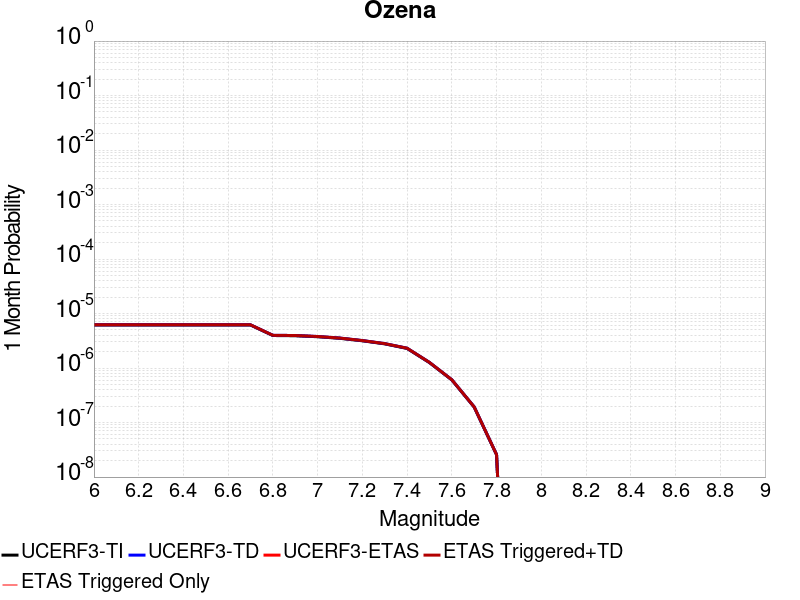 Ozena
1 Month Probability
10^0
10^-1
10^-2
10^-3
10^-4
10^-5
10^-6
10^-7
10^-8
6 6.2 6.4 6.6 6.8 7 7.2 7.4 7.6 7.8 8 8.2 8.4 8.6 8.8 9
Magnitude
UCERF3-TI UCERF3-TD UCERF3-ETAS ETAS Triggered+TD
ETAS Triggered Only